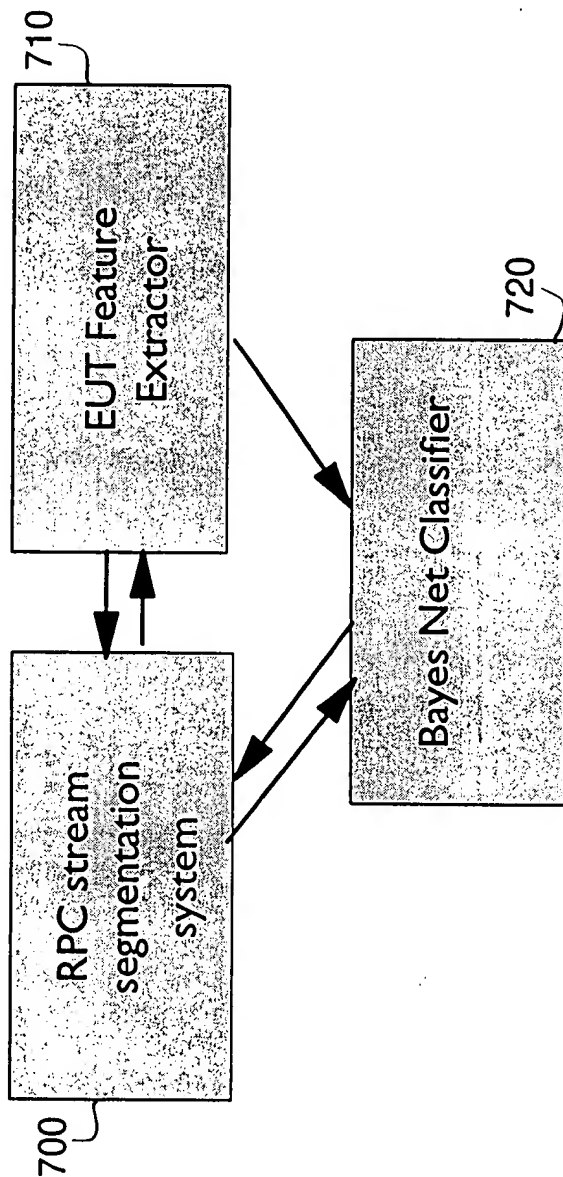 700
RPC stream
segmentation
system
710
EUT Feature
Extractor
720
Bayes Net Classifier